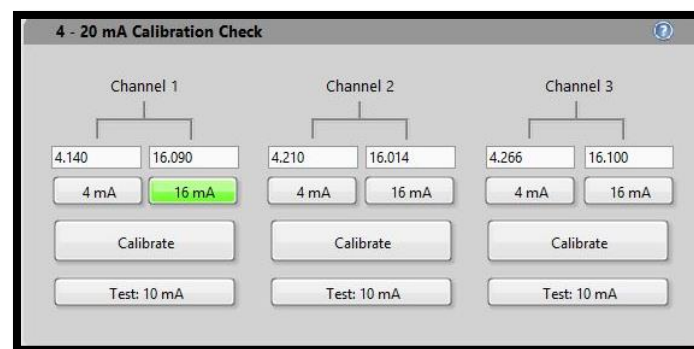 4 - 20 mA Calibration Check ?
Channel 1 Channel 2 Channel 3
4.140 16.090 4.210 16.014 4.266 16.100
4 mA 16 mA 4 mA 16 mA 4 mA 16 mA
Calibrate Calibrate Calibrate
Test: 10 mA Test: 10 mA Test: 10 mA